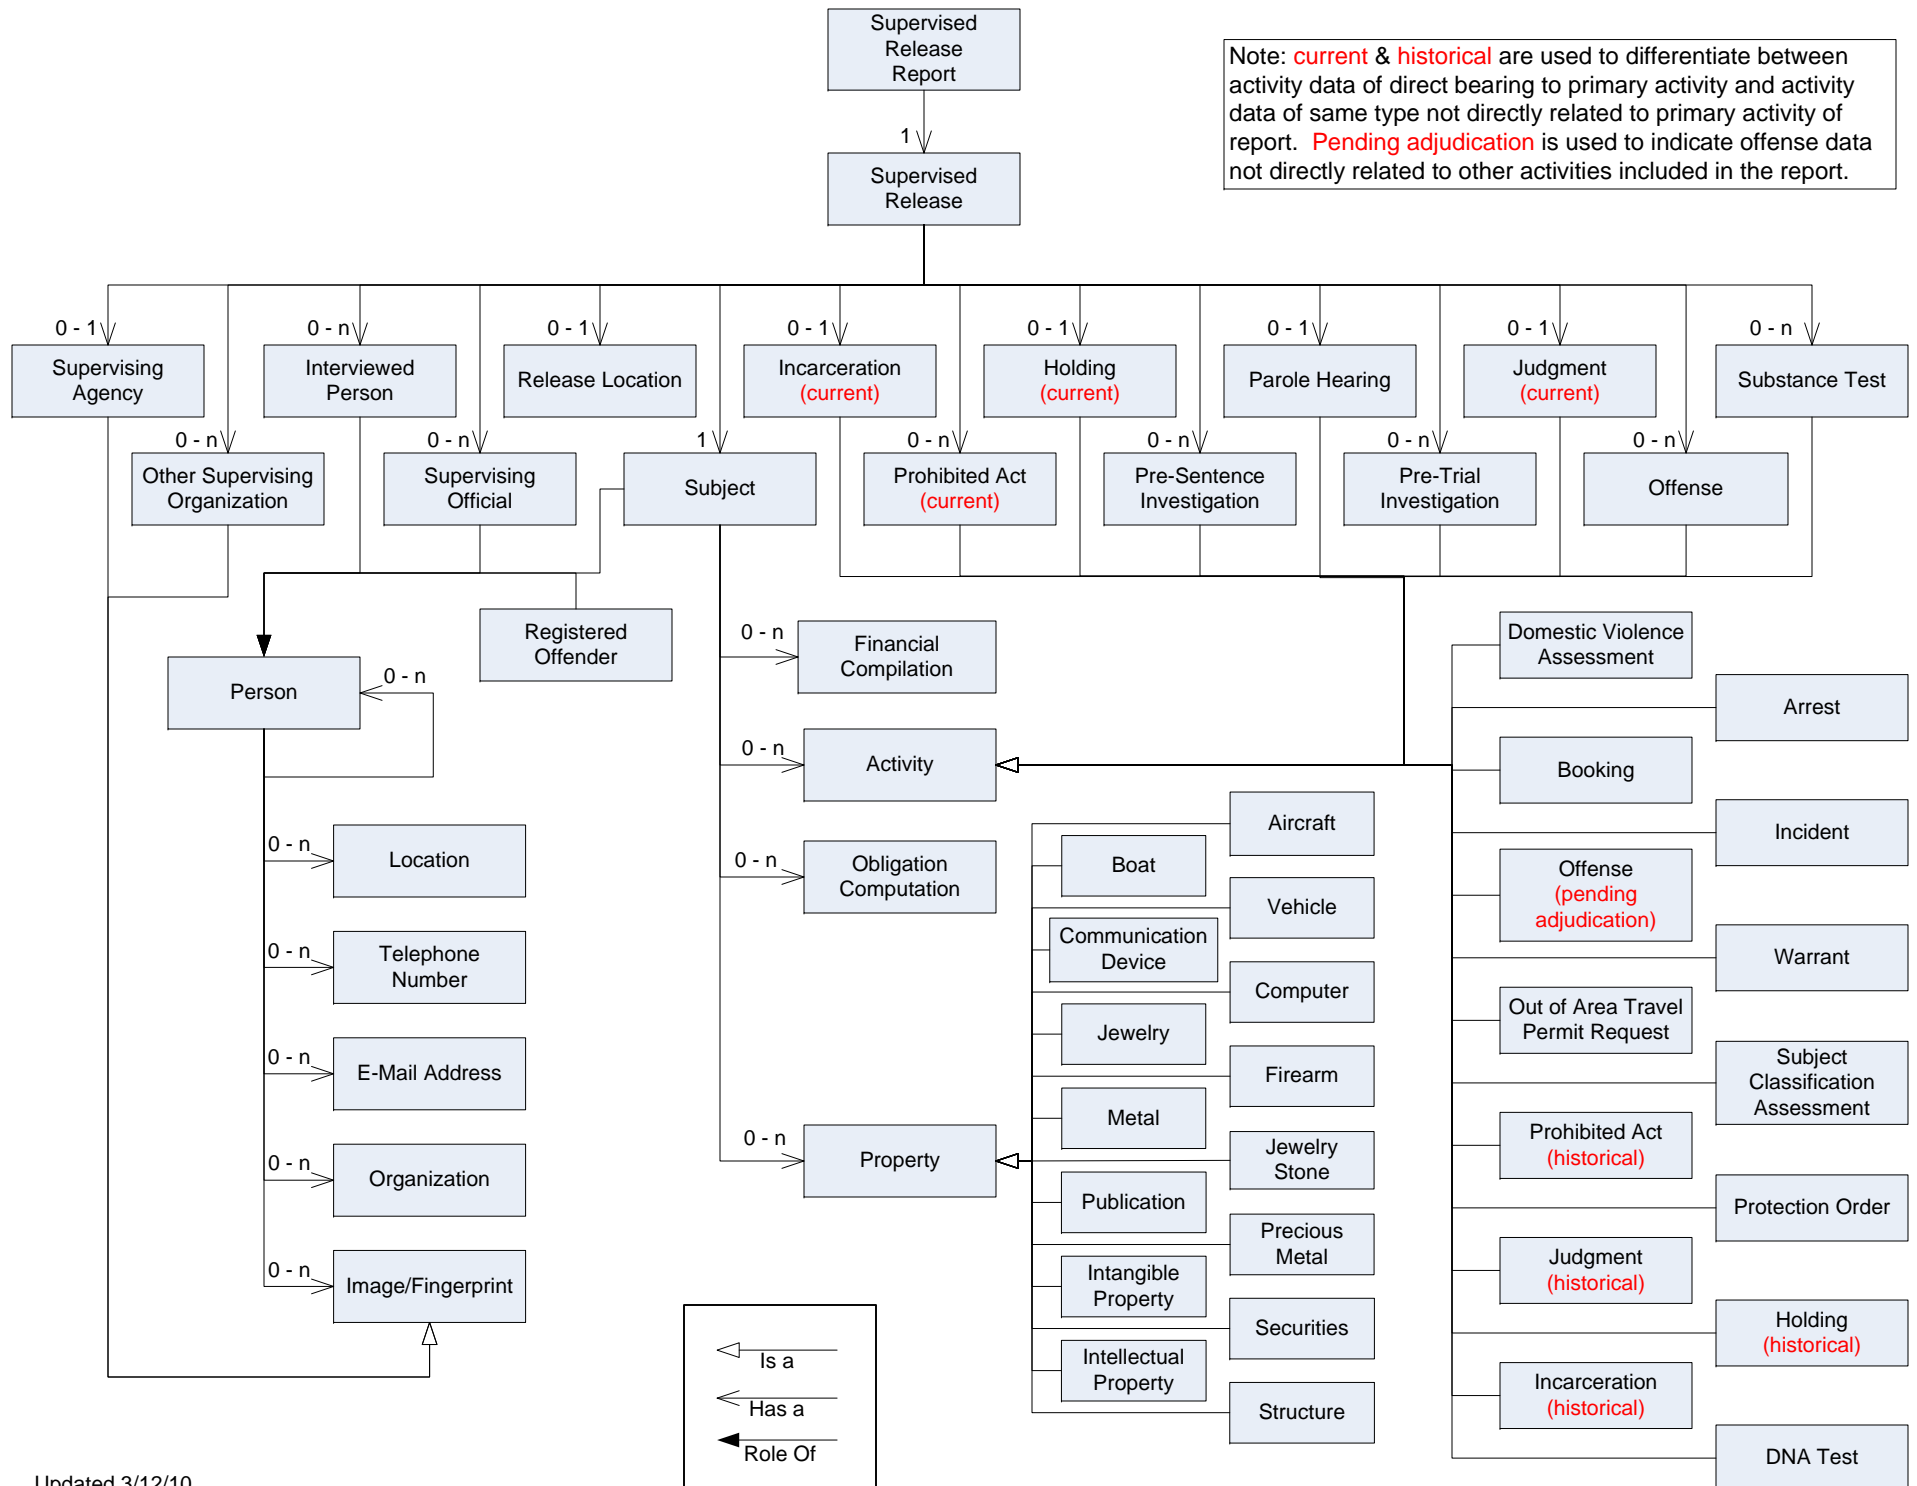 Supervised
Release
Report
Note: current & historical are used to differentiate between
activity data of direct bearing to primary activity and activity
data of same type not directly related to primary activity of
report.  Pending adjudication is used to indicate offense data
not directly related to other activities included in the report.
1
Supervised
Release
0 - 1
0 - n
0 - 1
0 - 1
0 - 1
0 - 1
0 - 1
0 - n
Supervising
Agency
Interviewed
Person
Release Location
Incarceration
(current)
Holding
(current)
Parole Hearing
Judgment
(current)
Substance Test
0 - n
0 - n
1
0 - n
0 - n
0 - n
0 - n
Other Supervising
Organization
Supervising
Official
Subject
Prohibited Act
(current)
Pre-Sentence
Investigation
Pre-Trial
Investigation
Offense
Registered
Offender
Person
0 - n
0 - n
Location
0 - n
Telephone
Number
0 - n
E-Mail Address
0 - n
Organization
0 - n
Image/Fingerprint
0 - n
Financial
Compilation
0 - n
Activity
0 - n
Obligation
Computation
0 - n
Property
Aircraft
Boat
Vehicle
Communication
Device
Computer
Jewelry
Firearm
Metal
Jewelry
Stone
Publication
Precious
Metal
Intangible
Property
Securities
Intellectual
Property
Structure
Domestic Violence
Assessment
Arrest
Booking
Incident
Offense
(pending
adjudication)
Warrant
Out of Area Travel
Permit Request
Subject
Classification
Assessment
Prohibited Act
(historical)
Protection Order
Judgment
(historical)
Holding
(historical)
Incarceration
(historical)
DNA Test
Is a
Has a
Role Of
Updated 3/12/10